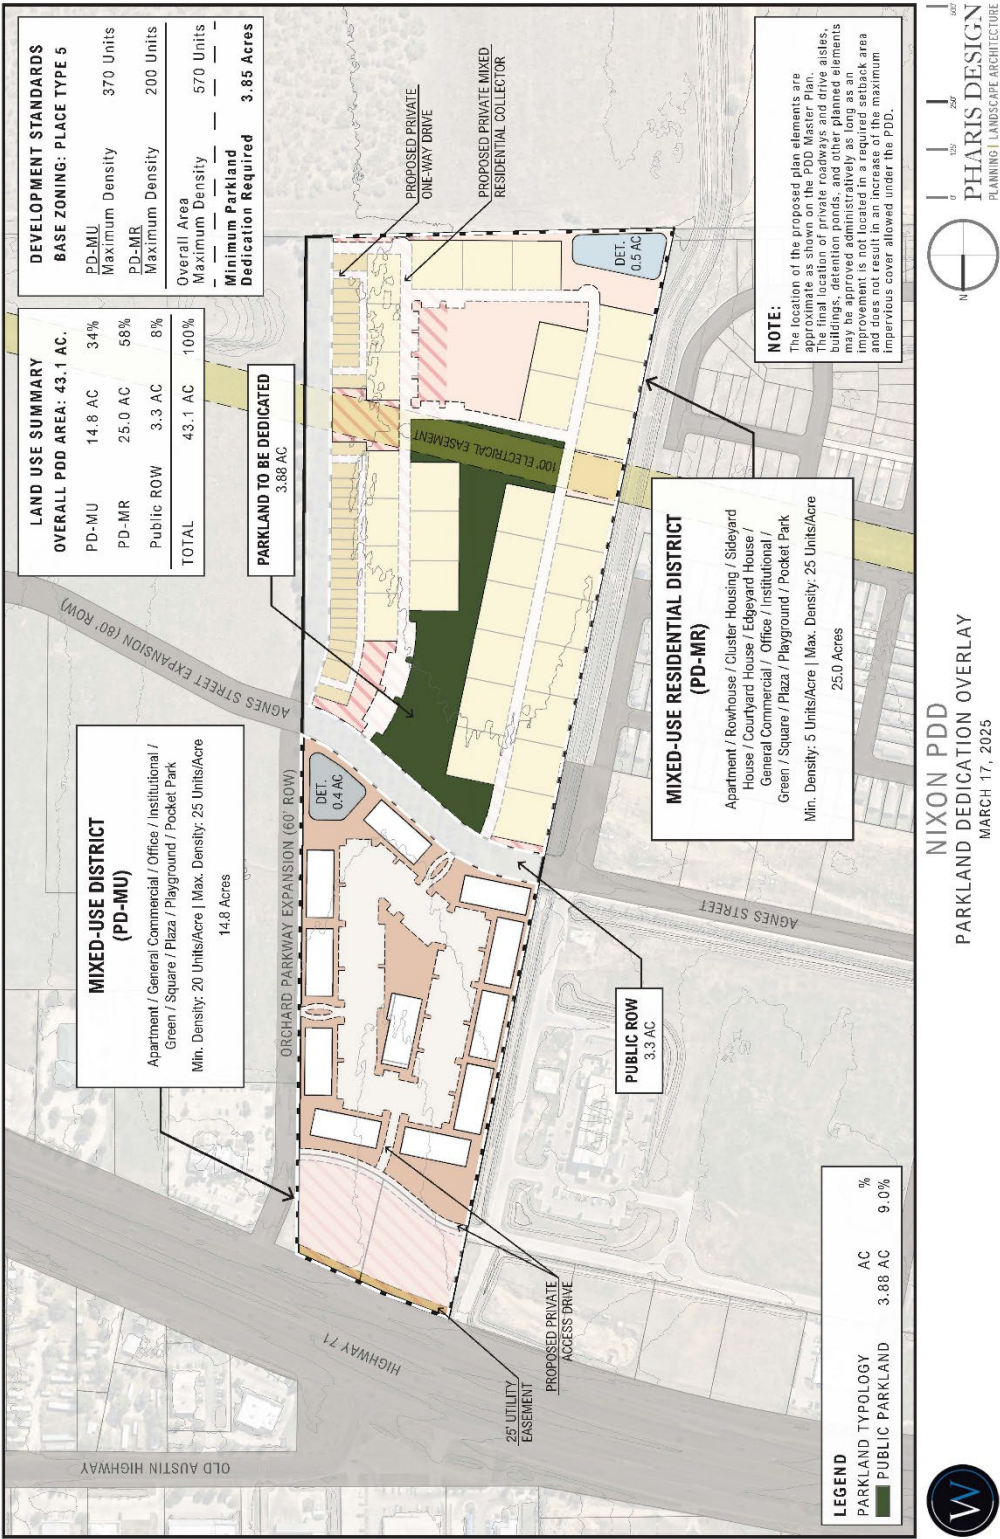 LAND USE SUMMARY
OVERALL PDD AREA: 43.1 AC.
PD-MU 14.8 AC 34%
PD-MR 25.0 AC 58%
Public ROW 3.3 AC 8%
TOTAL 43.1 AC 100%
DEVELOPMENT STANDARDS
BASE ZONING: PLACE TYPE 5
PD-MU
Maximum Density 370 Units
PD-MR
Maximum Density 200 Units
Overall Area
Maximum Density 570 Units
Minimum Parkland
Dedication Required 3.85 Acres
MIXED-USE DISTRICT
(PD-MU)
Apartment / General Commercial / Office / Institutional /
Green / Square / Plaza / Playground / Pocket Park
Min. Density: 20 Units/Acre | Max. Density: 25 Units/Acre
14.8 Acres
AGNES STREET EXPANSION (80' ROW)
PARKLAND TO BE DEDICATED
3.88 AC
OLD AUSTIN HIGHWAY
HIGHWAY 71
ORCHARD PARKWAY EXPANSION (60' ROW)
DET.
0.4 AC
100' ELECTRICAL EASEMENT
PROPOSED PRIVATE
ONE-WAY DRIVE
PROPOSED PRIVATE MIXED
RESIDENTIAL COLLECTOR
DET.
0.5 AC
25' UTILITY
EASEMENT
PROPOSED PRIVATE
ACCESS DRIVE
PUBLIC ROW
3.3 AC
AGNES STREET
MIXED-USE RESIDENTIAL DISTRICT
(PD-MR)
Apartment / Rowhouse / Cluster Housing / Sideyard
House / Courtyard House / Edgeyard House /
General Commercial / Office / Institutional /
Green / Square / Plaza / Playground / Pocket Park
Min. Density: 5 Units/Acre | Max. Density: 25 Units/Acre
25.0 Acres
NOTE:
The location of the proposed plan elements are
approximate as shown on the PDD Master Plan.
The final location of private roadways and drive aisles,
buildings, detention ponds, and other planned elements
may be approved administratively as long as an
improvement is not located in a required setback area
and does not result in an increase of the maximum
impervious cover allowed under the PDD.
LEGEND
PARKLAND TYPOLOGY AC %
PUBLIC PARKLAND 3.88 AC 9.0%
W
NIXON PDD
PARKLAND DEDICATION OVERLAY
MARCH 17, 2025
N
0 125' 250' 500'
PHARIS DESIGN
PLANNING | LANDSCAPE ARCHITECTURE